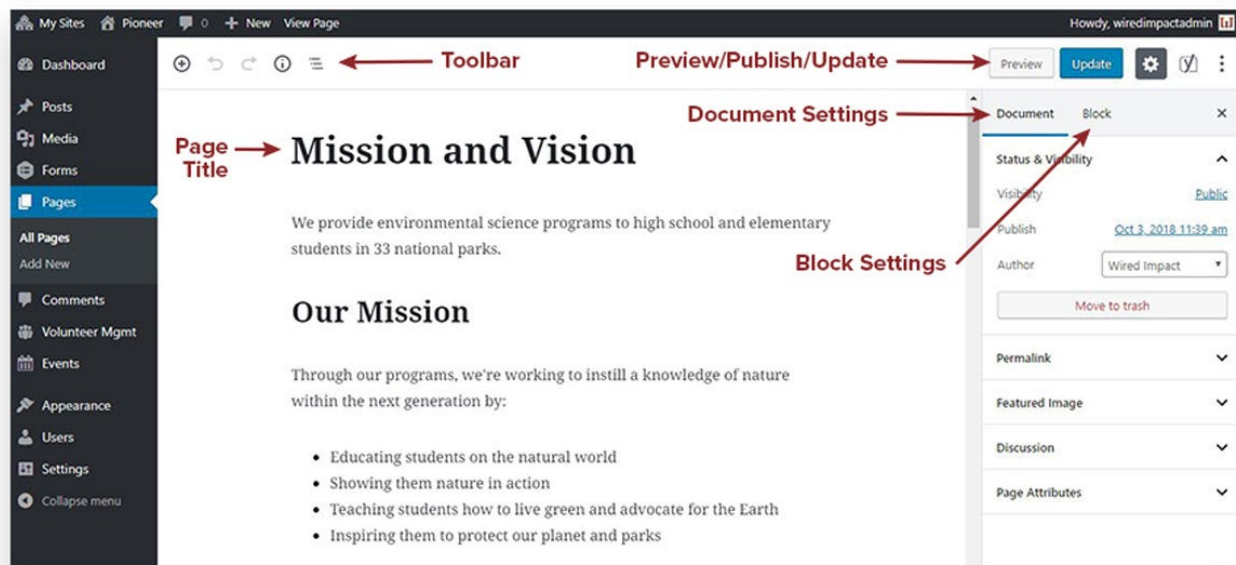 My Sites Pioneer 0 New View Page Howdy, wiredimpactadmin
Dashboard
Posts
Media
Forms
Pages
All Pages
Add New
Comments
Volunteer Mgmt
Events
Appearance
Users
Settings
Collapse menu
Toolbar
Preview/Publish/Update
Preview Update
Page
Title
Mission and Vision
We provide environmental science programs to high school and elementary
students in 33 national parks.
Our Mission
Through our programs, we're working to instill a knowledge of nature
within the next generation by:
• Educating students on the natural world
• Showing them nature in action
• Teaching students how to live green and advocate for the Earth
• Inspiring them to protect our planet and parks
Document Settings
Block Settings
Document Block
Status & Visibility
Visibility Public
Publish Oct 3, 2018 11:39 am
Author Wired Impact
Move to trash
Permalink
Featured Image
Discussion
Page Attributes